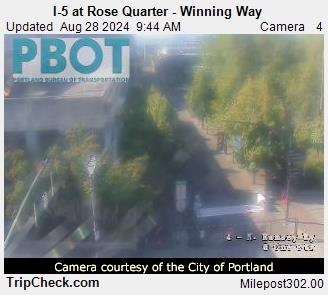 I-5 at Rose Quarter - Winning Way
Updated Aug 28 2024 9:44 AM Camera 4
PBOT
PORTLAND BUREAU OF TRANSPORTATION
Camera courtesy of the City of Portland
TripCheck.com Milepost302.00